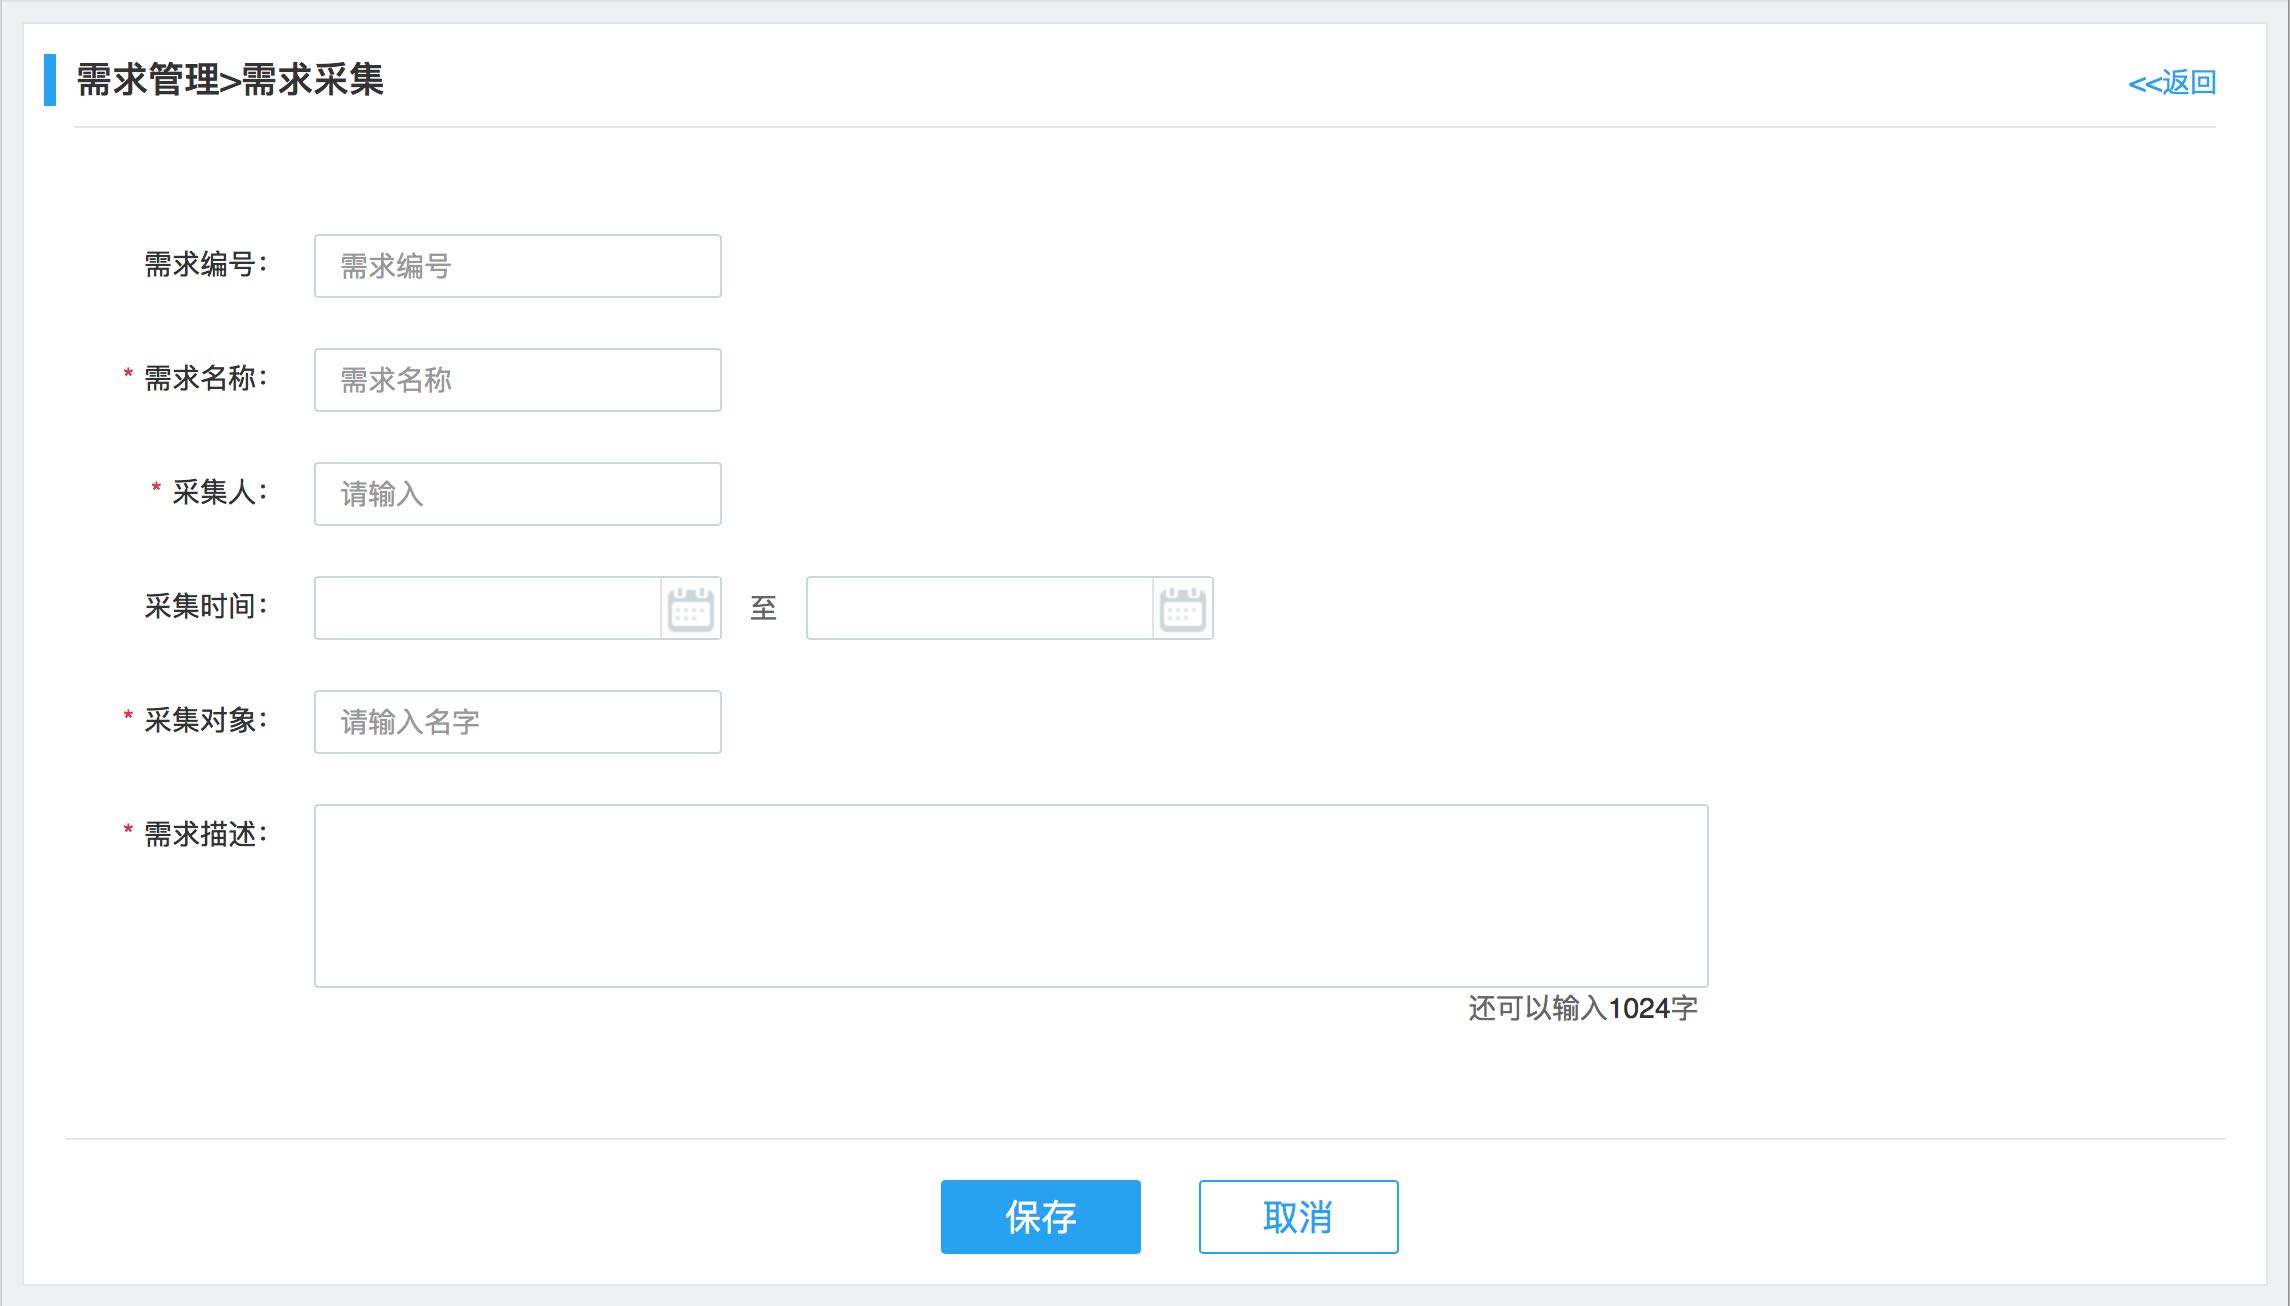 需求管理>需求采集
<<返回
需求编号：
需求编号
* 需求名称：
需求名称
* 采集人：
请输入
采集时间：
至
* 采集对象：
请输入名字
* 需求描述：
还可以输入1024字
保存
取消